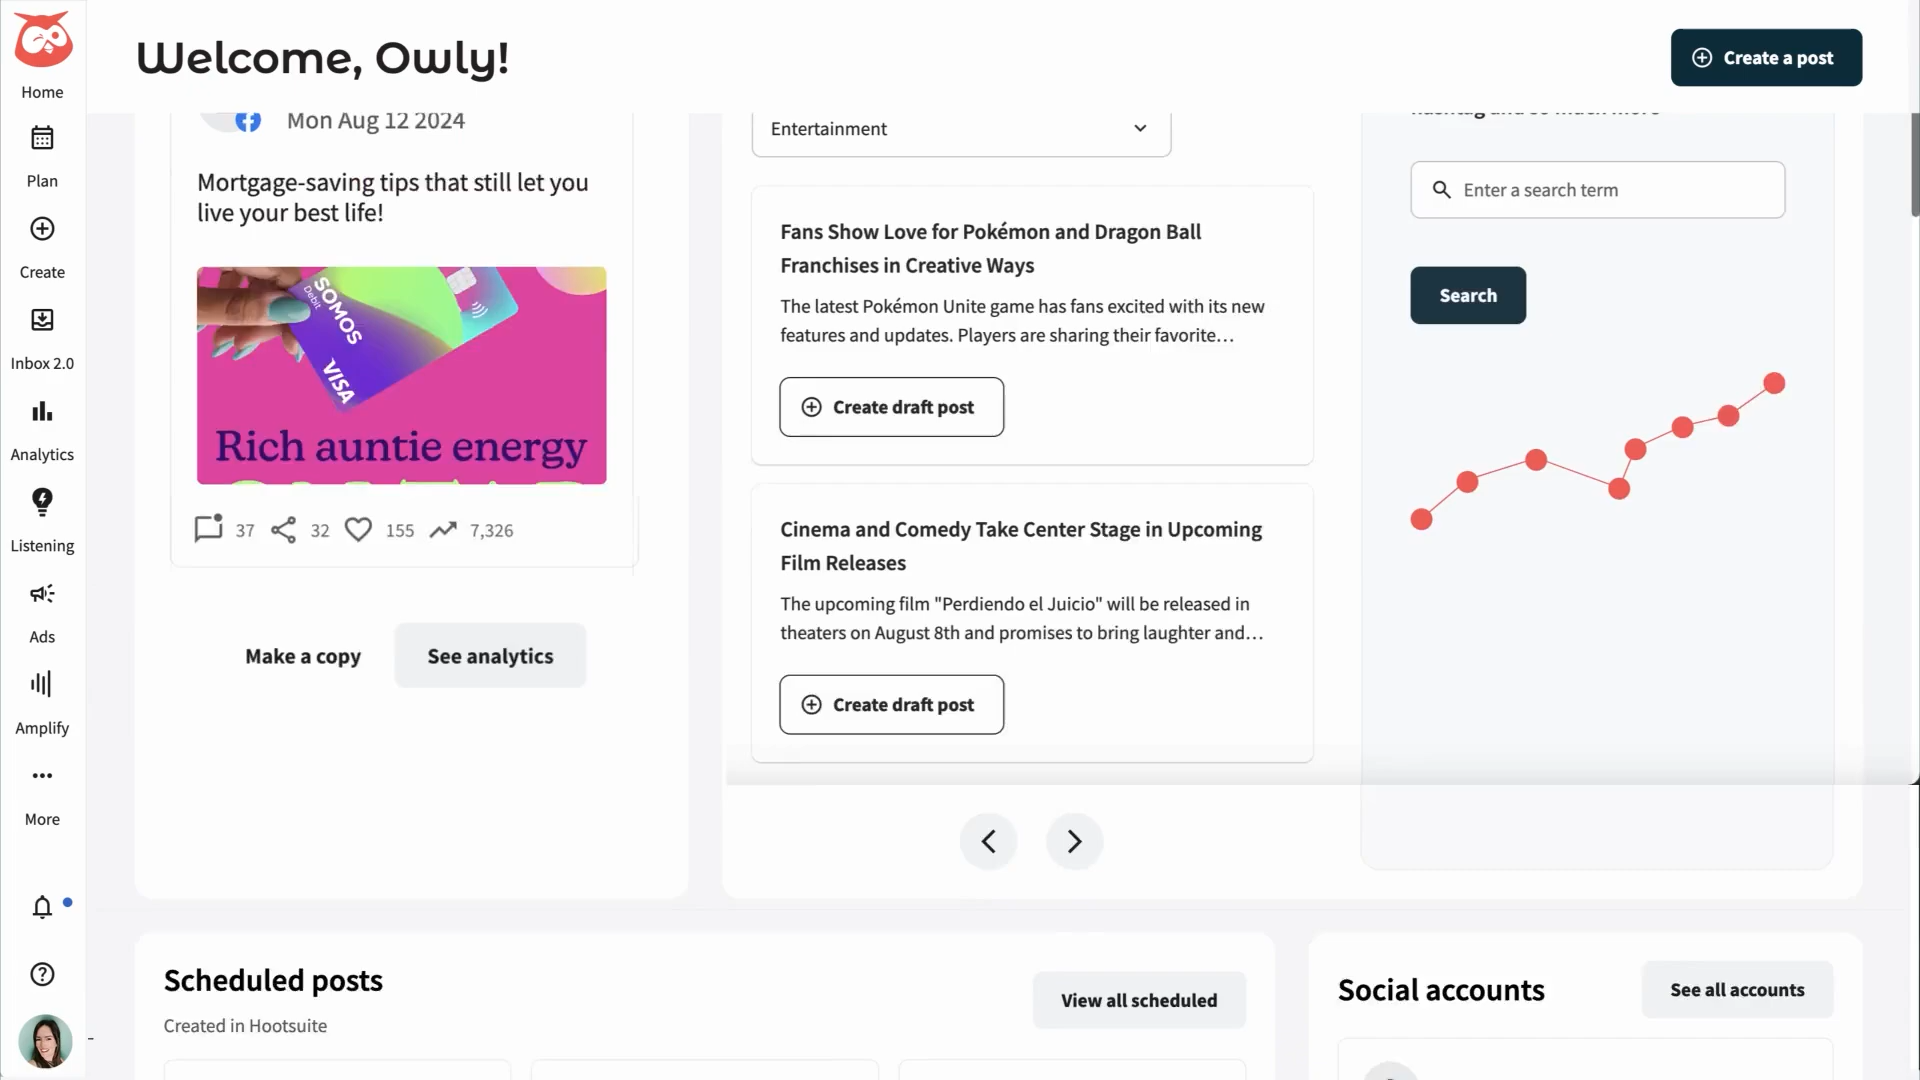 Welcome, Owly!
Create a post
Home
Plan
Create
Inbox 2.0
Analytics
Listening
Ads
Amplify
More
Mon Aug 12 2024
Mortgage-saving tips that still let you
live your best life!
SOMOS
Debit
VISA
Rich auntie energy
37
32
155
7,326
Make a copy
See analytics
Entertainment
Fans Show Love for Pokémon and Dragon Ball
Franchises in Creative Ways
The latest Pokémon Unite game has fans excited with its new
features and updates. Players are sharing their favorite…
Create draft post
Cinema and Comedy Take Center Stage in Upcoming
Film Releases
The upcoming film "Perdiendo el Juicio" will be released in
theaters on August 8th and promises to bring laughter and…
Create draft post
hashtag and so much more
Enter a search term
Search
Scheduled posts
Created in Hootsuite
View all scheduled
Social accounts
See all accounts